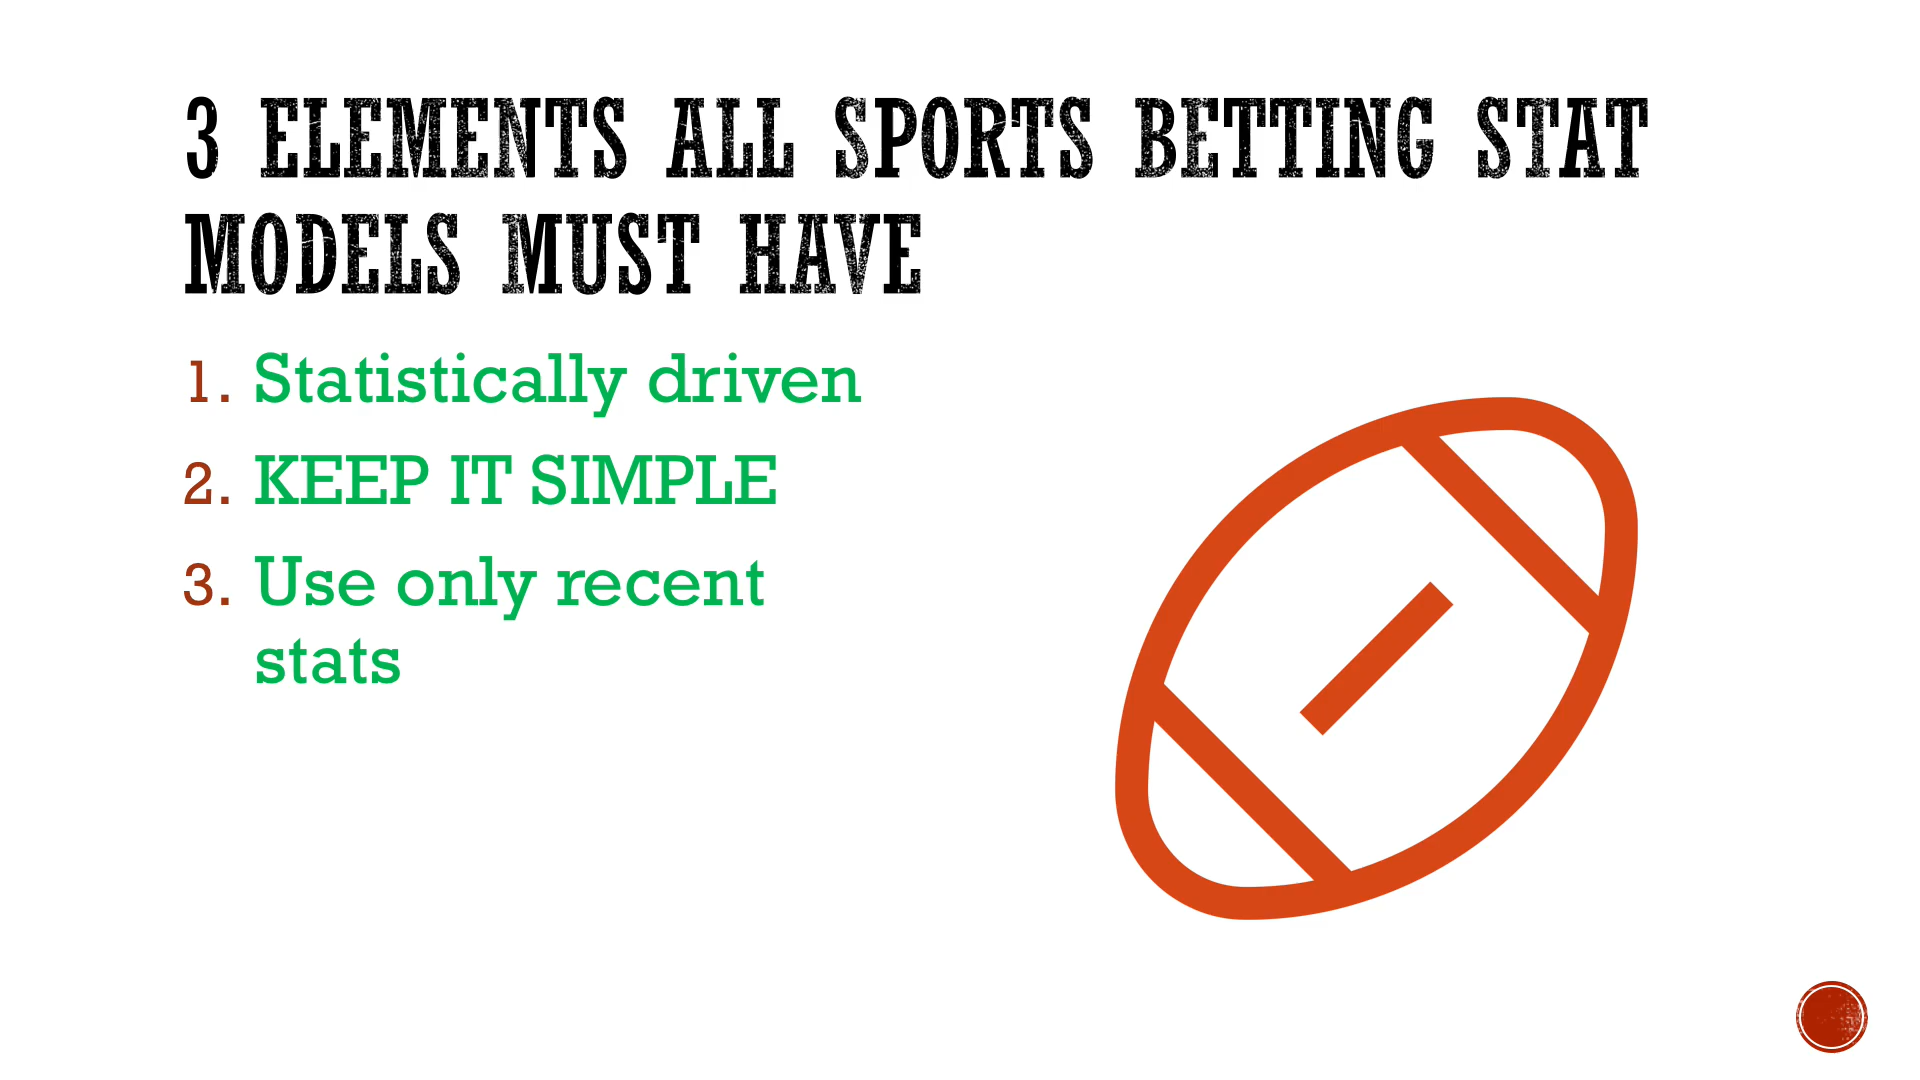 3 ELEMENTS ALL SPORTS BETTING STAT
MODELS MUST HAVE
1. Statistically driven
2. KEEP IT SIMPLE
3. Use only recent
stats